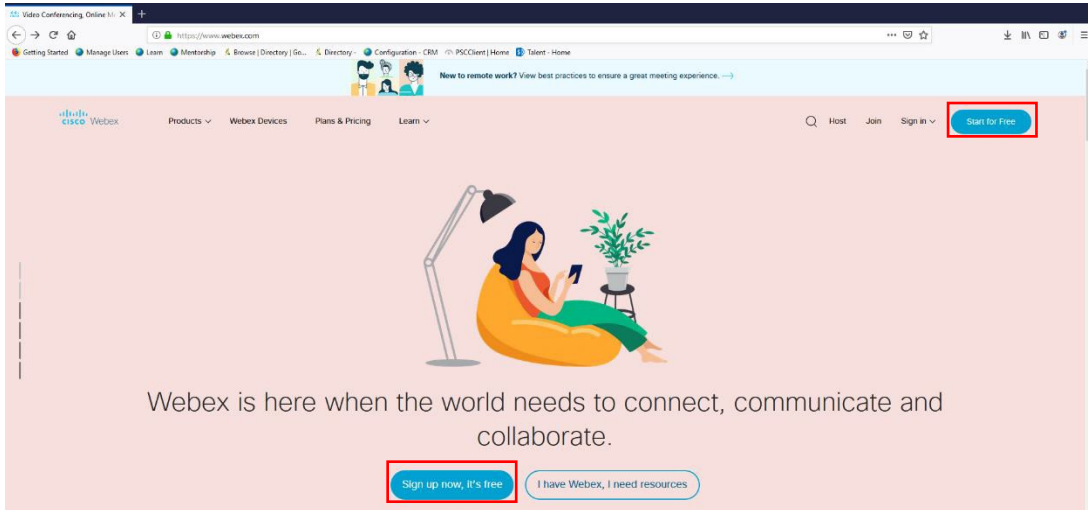 Video Conferencing, Online M
https://www.webex.com
Getting Started Manage Users Learn Mentorship Browse | Directory | Go... Directory - Configuration - CRM PSCClient | Home Talent - Home
New to remote work? View best practices to ensure a great meeting experience.
CISCO Webex Products Webex Devices Plans & Pricing Learn Host Join Sign in Start for Free
Webex is here when the world needs to connect, communicate and
collaborate.
Sign up now, it's free I have Webex, I need resources